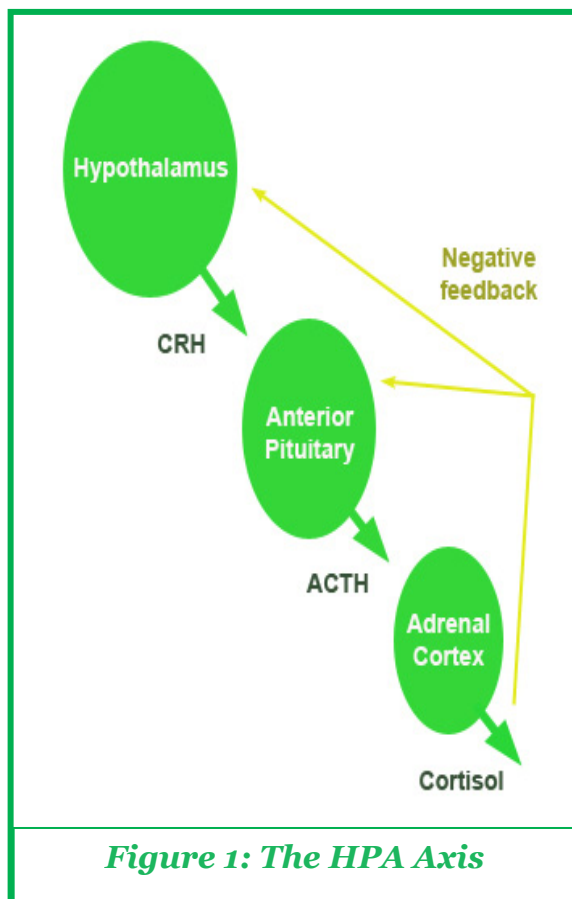 Hypothalamus
Negative
feedback
CRH
Anterior
Pituitary
ACTH
Adrenal
Cortex
Cortisol
Figure 1: The HPA Axis